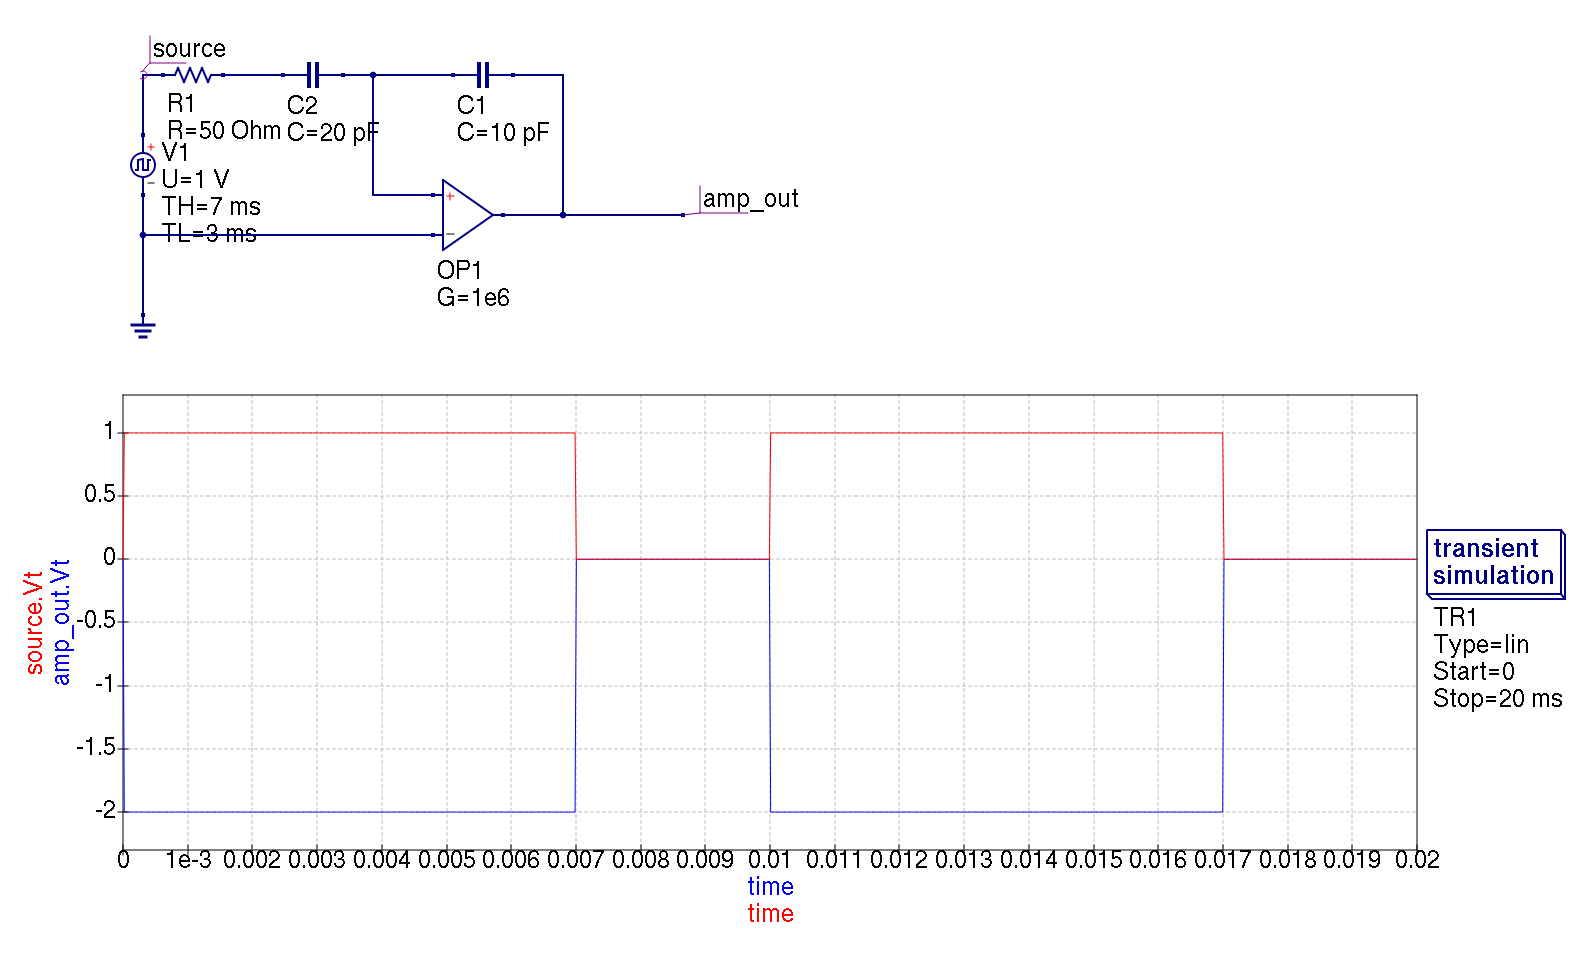 source
R1
R=50 Ohm
C2
C=20 pF
C1
C=10 pF
+
V1
U=1 V
TH=7 ms
TL=3 ms
−
+
−
amp_out
OP1
G=1e6
1
0.5
0
-0.5
-1
-1.5
-2
source.Vt
amp_out.Vt
0 1e-3 0.002 0.003 0.004 0.005 0.006 0.007 0.008 0.009 0.01 0.011 0.012 0.013 0.014 0.015 0.016 0.017 0.018 0.019 0.02
time
time
transient
simulation
TR1
Type=lin
Start=0
Stop=20 ms